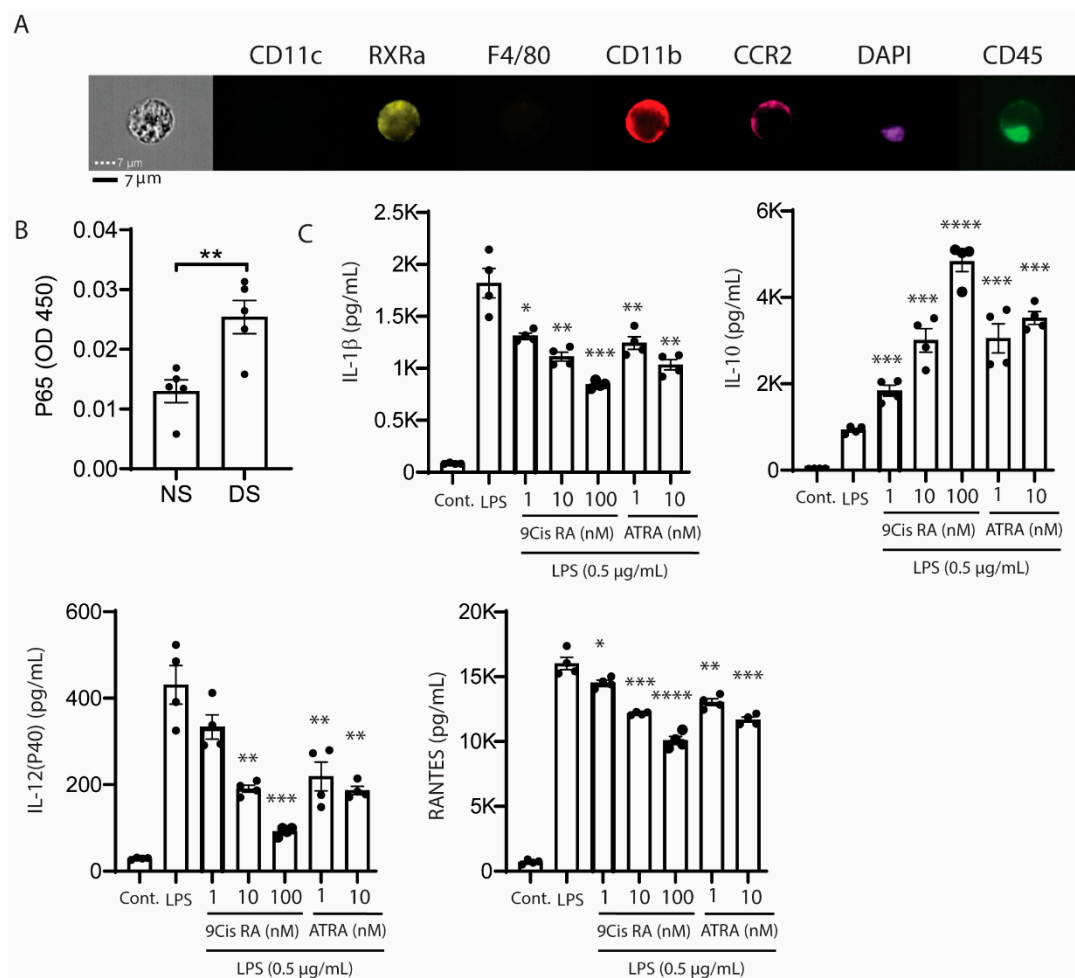 A
CD11c RXRa F4/80 CD11b CCR2 DAPI CD45
7 µm
7 µm
B
P65 (OD 450)
0.04
0.03
0.02
0.01
0.00
**
NS DS
C
IL-1β (pg/mL)
2.5K
2K
1.5K
1K
0.5K
0
* ** *** ** **
Cont. LPS 1 10 100 1 10
9Cis RA (nM) ATRA (nM)
LPS (0.5 µg/mL)
IL-10 (pg/mL)
6K
4K
2K
0
*** *** **** *** ***
Cont. LPS 1 10 100 1 10
9Cis RA (nM) ATRA (nM)
LPS (0.5 µg/mL)
IL-12(P40) (pg/mL)
600
400
200
0
** *** ** **
Cont. LPS 1 10 100 1 10
9Cis RA (nM) ATRA (nM)
LPS (0.5 µg/mL)
RANTES (pg/mL)
20K
15K
10K
5K
0
* *** **** ** ***
Cont. LPS 1 10 100 1 10
9Cis RA (nM) ATRA (nM)
LPS (0.5 µg/mL)